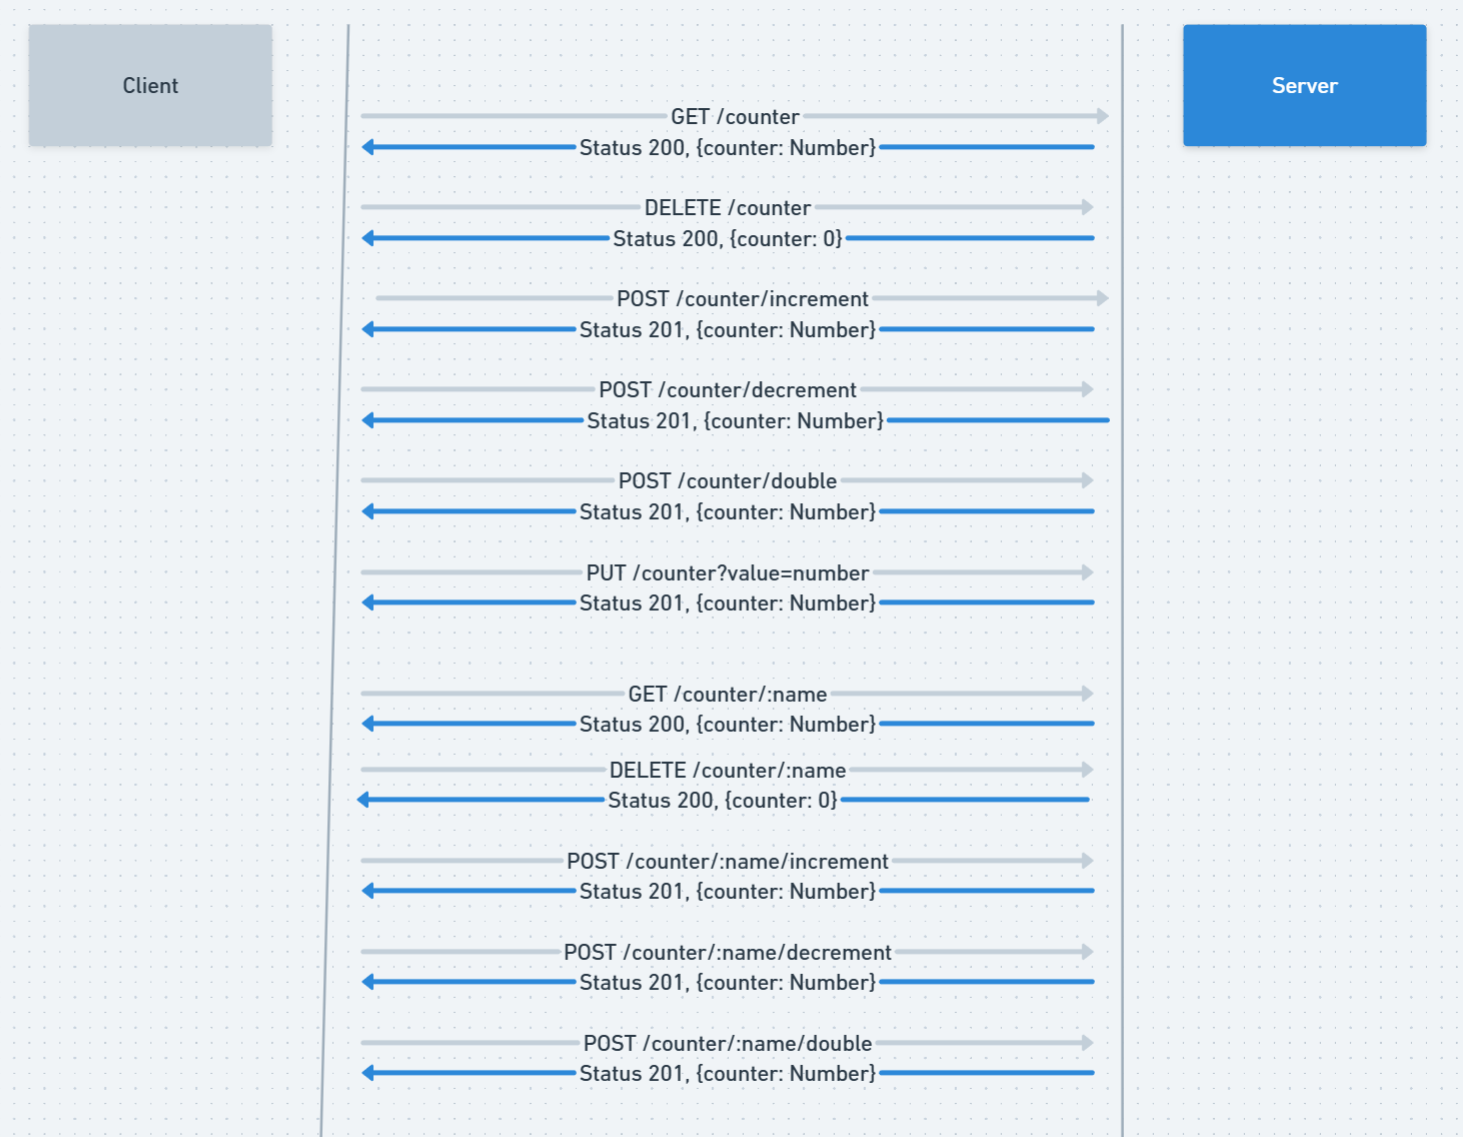 Client
Server
GET /counter
Status 200, {counter: Number}
DELETE /counter
Status 200, {counter: 0}
POST /counter/increment
Status 201, {counter: Number}
POST /counter/decrement
Status 201, {counter: Number}
POST /counter/double
Status 201, {counter: Number}
PUT /counter?value=number
Status 201, {counter: Number}
GET /counter/:name
Status 200, {counter: Number}
DELETE /counter/:name
Status 200, {counter: 0}
POST /counter/:name/increment
Status 201, {counter: Number}
POST /counter/:name/decrement
Status 201, {counter: Number}
POST /counter/:name/double
Status 201, {counter: Number}